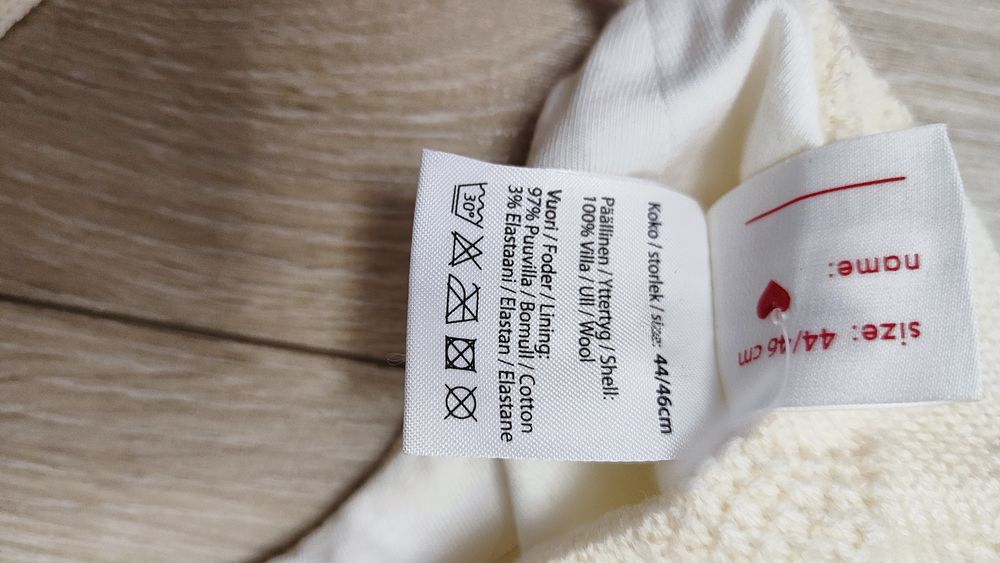 Koko / storlek / size: 44/46cm
Päällinen / Yttertyg / Shell:
100% Villa / Ull / Wool
Vuori / Foder / Lining:
97% Puuvilla / Bomull / Cotton
3% Elastaani / Elastan / Elastane
30°
size: 44/46 cm
name: